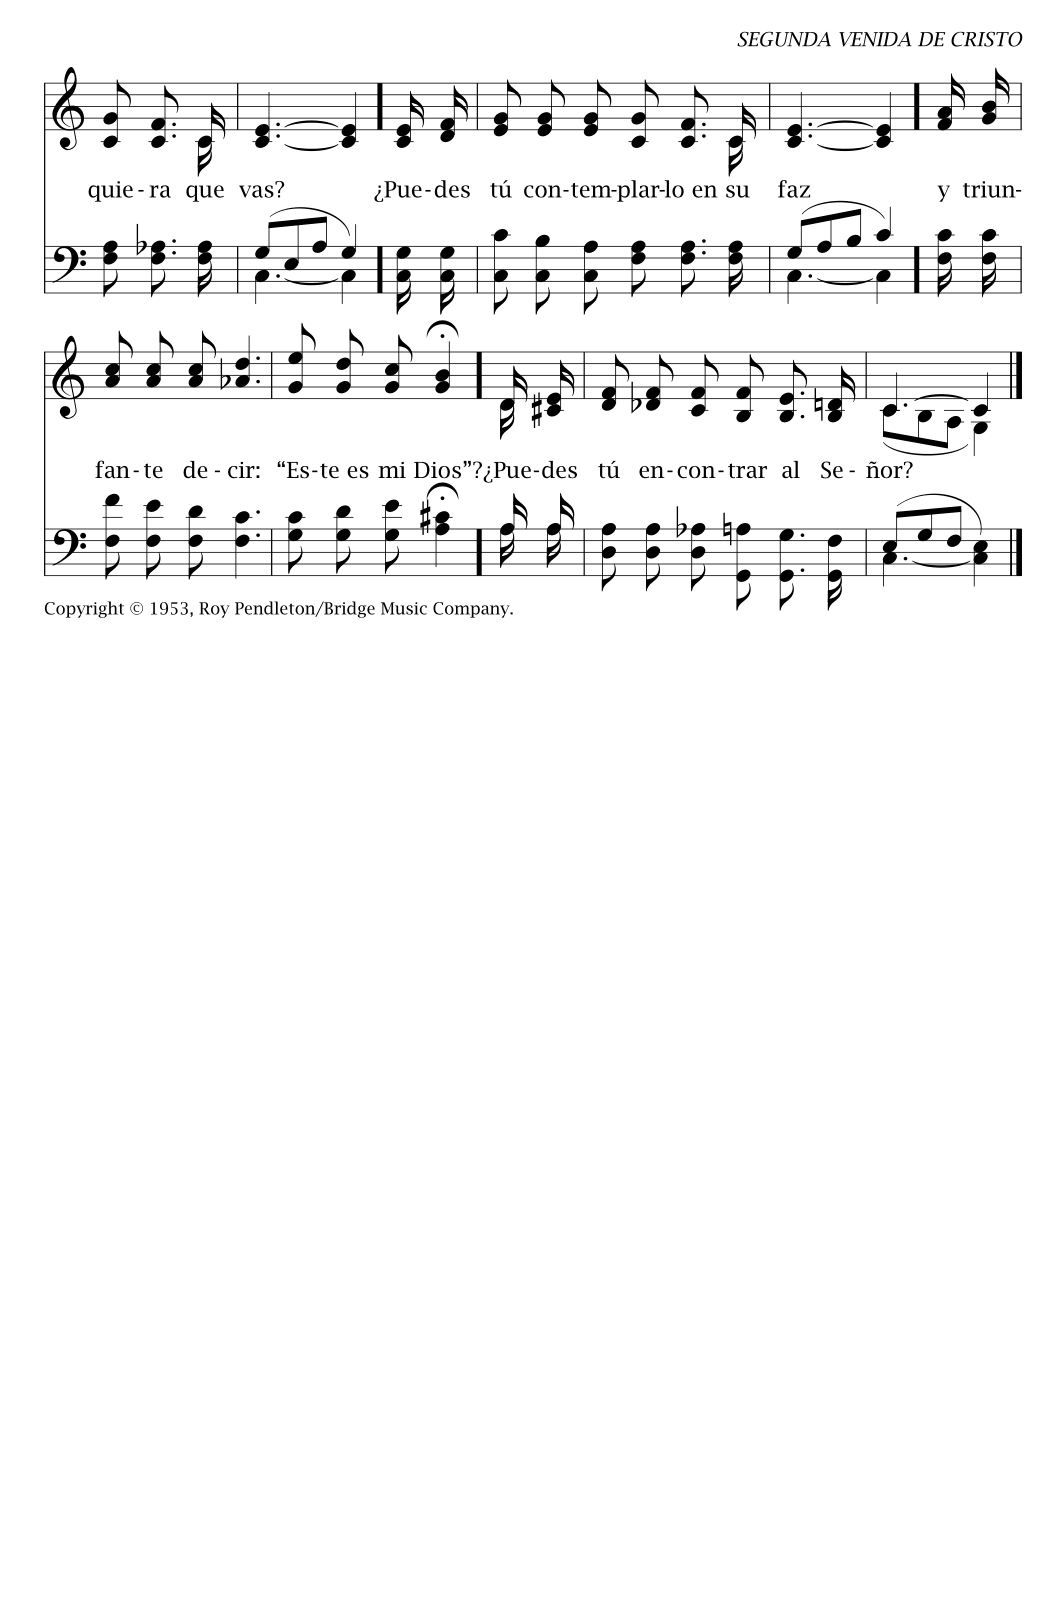 SEGUNDA VENIDA DE CRISTO
quie - ra que vas? ¿Pue - des tú con - tem - plar - lo en su faz y triun -
fan - te de - cir: “Es - te es mi Dios”? ¿Pue - des tú en - con - trar al Se - ñor?
Copyright © 1953, Roy Pendleton/Bridge Music Company.